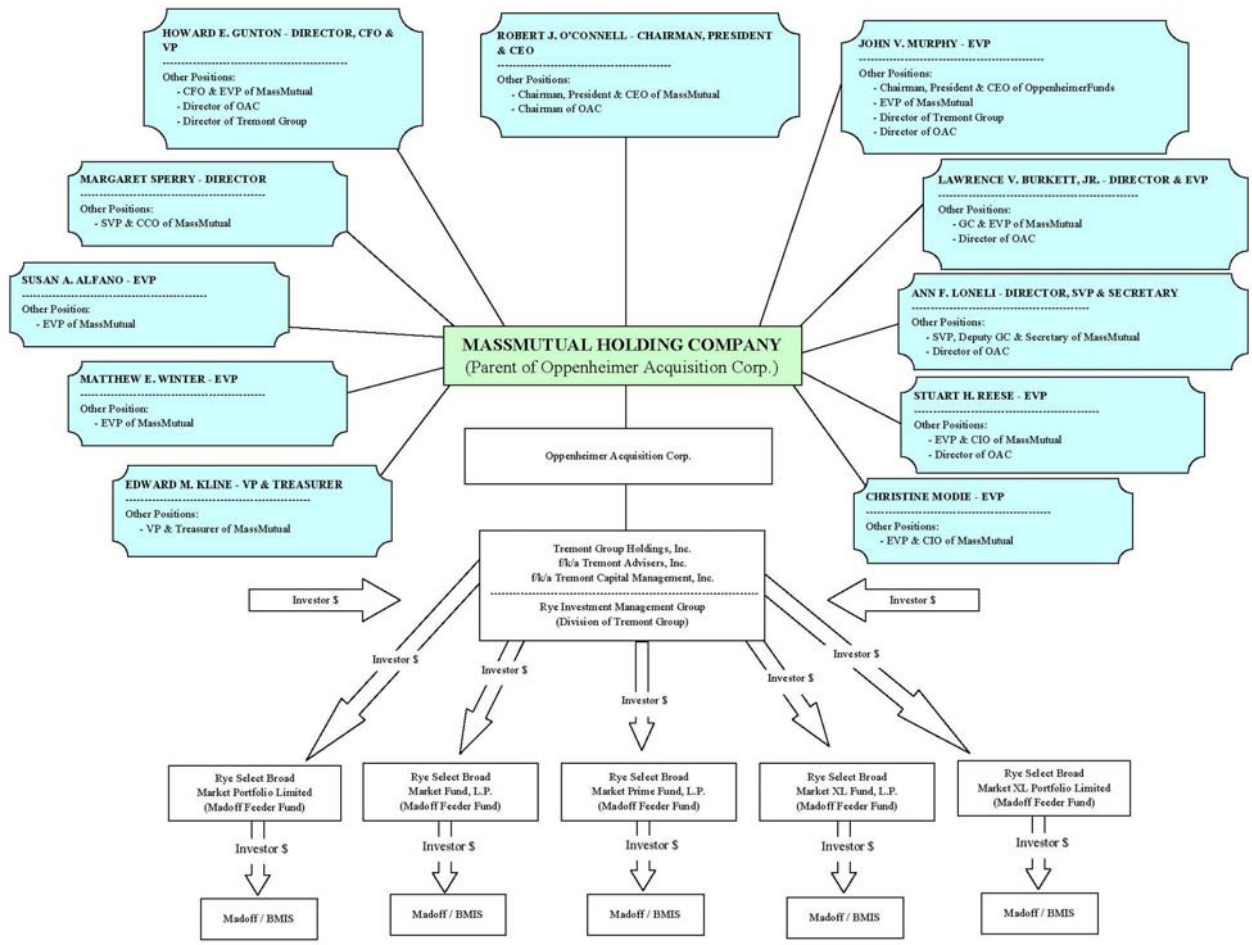 HOWARD E. GUNTON - DIRECTOR, CFO &
VP
Other Positions:
- CFO & EVP of MassMutual
- Director of OAC
- Director of Tremont Group
ROBERT J. O'CONNELL - CHAIRMAN, PRESIDENT
& CEO
Other Positions:
- Chairman, President & CEO of MassMutual
- Chairman of OAC
JOHN V. MURPHY - EVP
Other Positions:
- Chairman, President & CEO of OppenheimerFunds
- EVP of MassMutual
- Director of Tremont Group
- Director of OAC
MARGARET SPERRY - DIRECTOR
Other Positions:
- SVP & CCO of MassMutual
LAWRENCE V. BURKETT, JR. - DIRECTOR & EVP
Other Positions:
- GC & EVP of MassMutual
- Director of OAC
SUSAN A. ALFANO - EVP
Other Position:
- EVP of MassMutual
ANN F. LONELI - DIRECTOR, SVP & SECRETARY
Other Positions:
- SVP, Deputy GC & Secretary of MassMutual
- Director of OAC
MASSMUTUAL HOLDING COMPANY
(Parent of Oppenheimer Acquisition Corp.)
MATTHEW E. WINTER - EVP
Other Position:
- EVP of MassMutual
STUART H. REESE - EVP
Other Positions:
- EVP & CIO of MassMutual
- Director of OAC
Oppenheimer Acquisition Corp.
EDWARD M. KLINE - VP & TREASURER
Other Positions:
- VP & Treasurer of MassMutual
CHRISTINE MODIE - EVP
Other Positions:
- EVP & CIO of MassMutual
Tremont Group Holdings, Inc.
f/k/a Tremont Advisers, Inc.
f/k/a Tremont Capital Management, Inc.
Rye Investment Management Group
(Division of Tremont Group)
Investor $
Investor $
Investor $
Investor $
Investor $
Investor $
Investor $
Rye Select Broad
Market Portfolio Limited
(Madoff Feeder Fund)
Rye Select Broad
Market Fund, L.P.
(Madoff Feeder Fund)
Rye Select Broad
Market Prime Fund, L.P.
(Madoff Feeder Fund)
Rye Select Broad
Market XL Fund, L.P.
(Madoff Feeder Fund)
Rye Select Broad
Market XL Portfolio Limited
(Madoff Feeder Fund)
Investor $
Investor $
Investor $
Investor $
Investor $
Madoff / BMIS
Madoff / BMIS
Madoff / BMIS
Madoff / BMIS
Madoff / BMIS